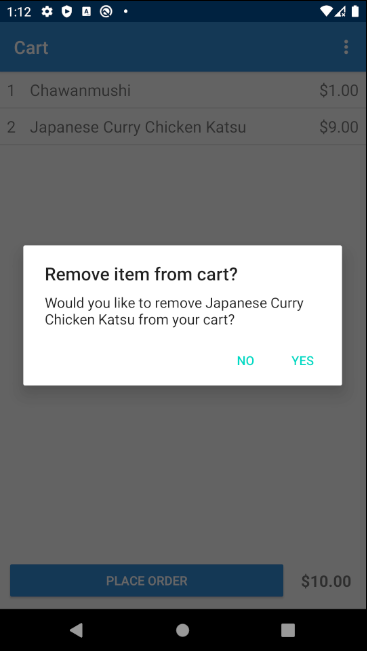 1:12
Cart
1 Chawanmushi $1.00
2 Japanese Curry Chicken Katsu $9.00
Remove item from cart?
Would you like to remove Japanese Curry
Chicken Katsu from your cart?
NO YES
PLACE ORDER $10.00